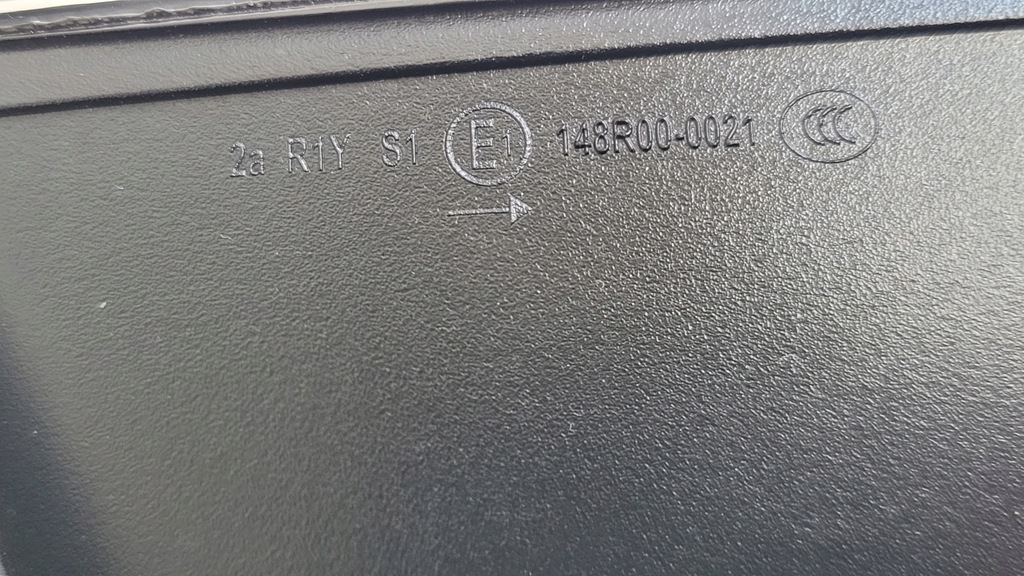 2a R1Y S1 E1 148R00-0021 CCC